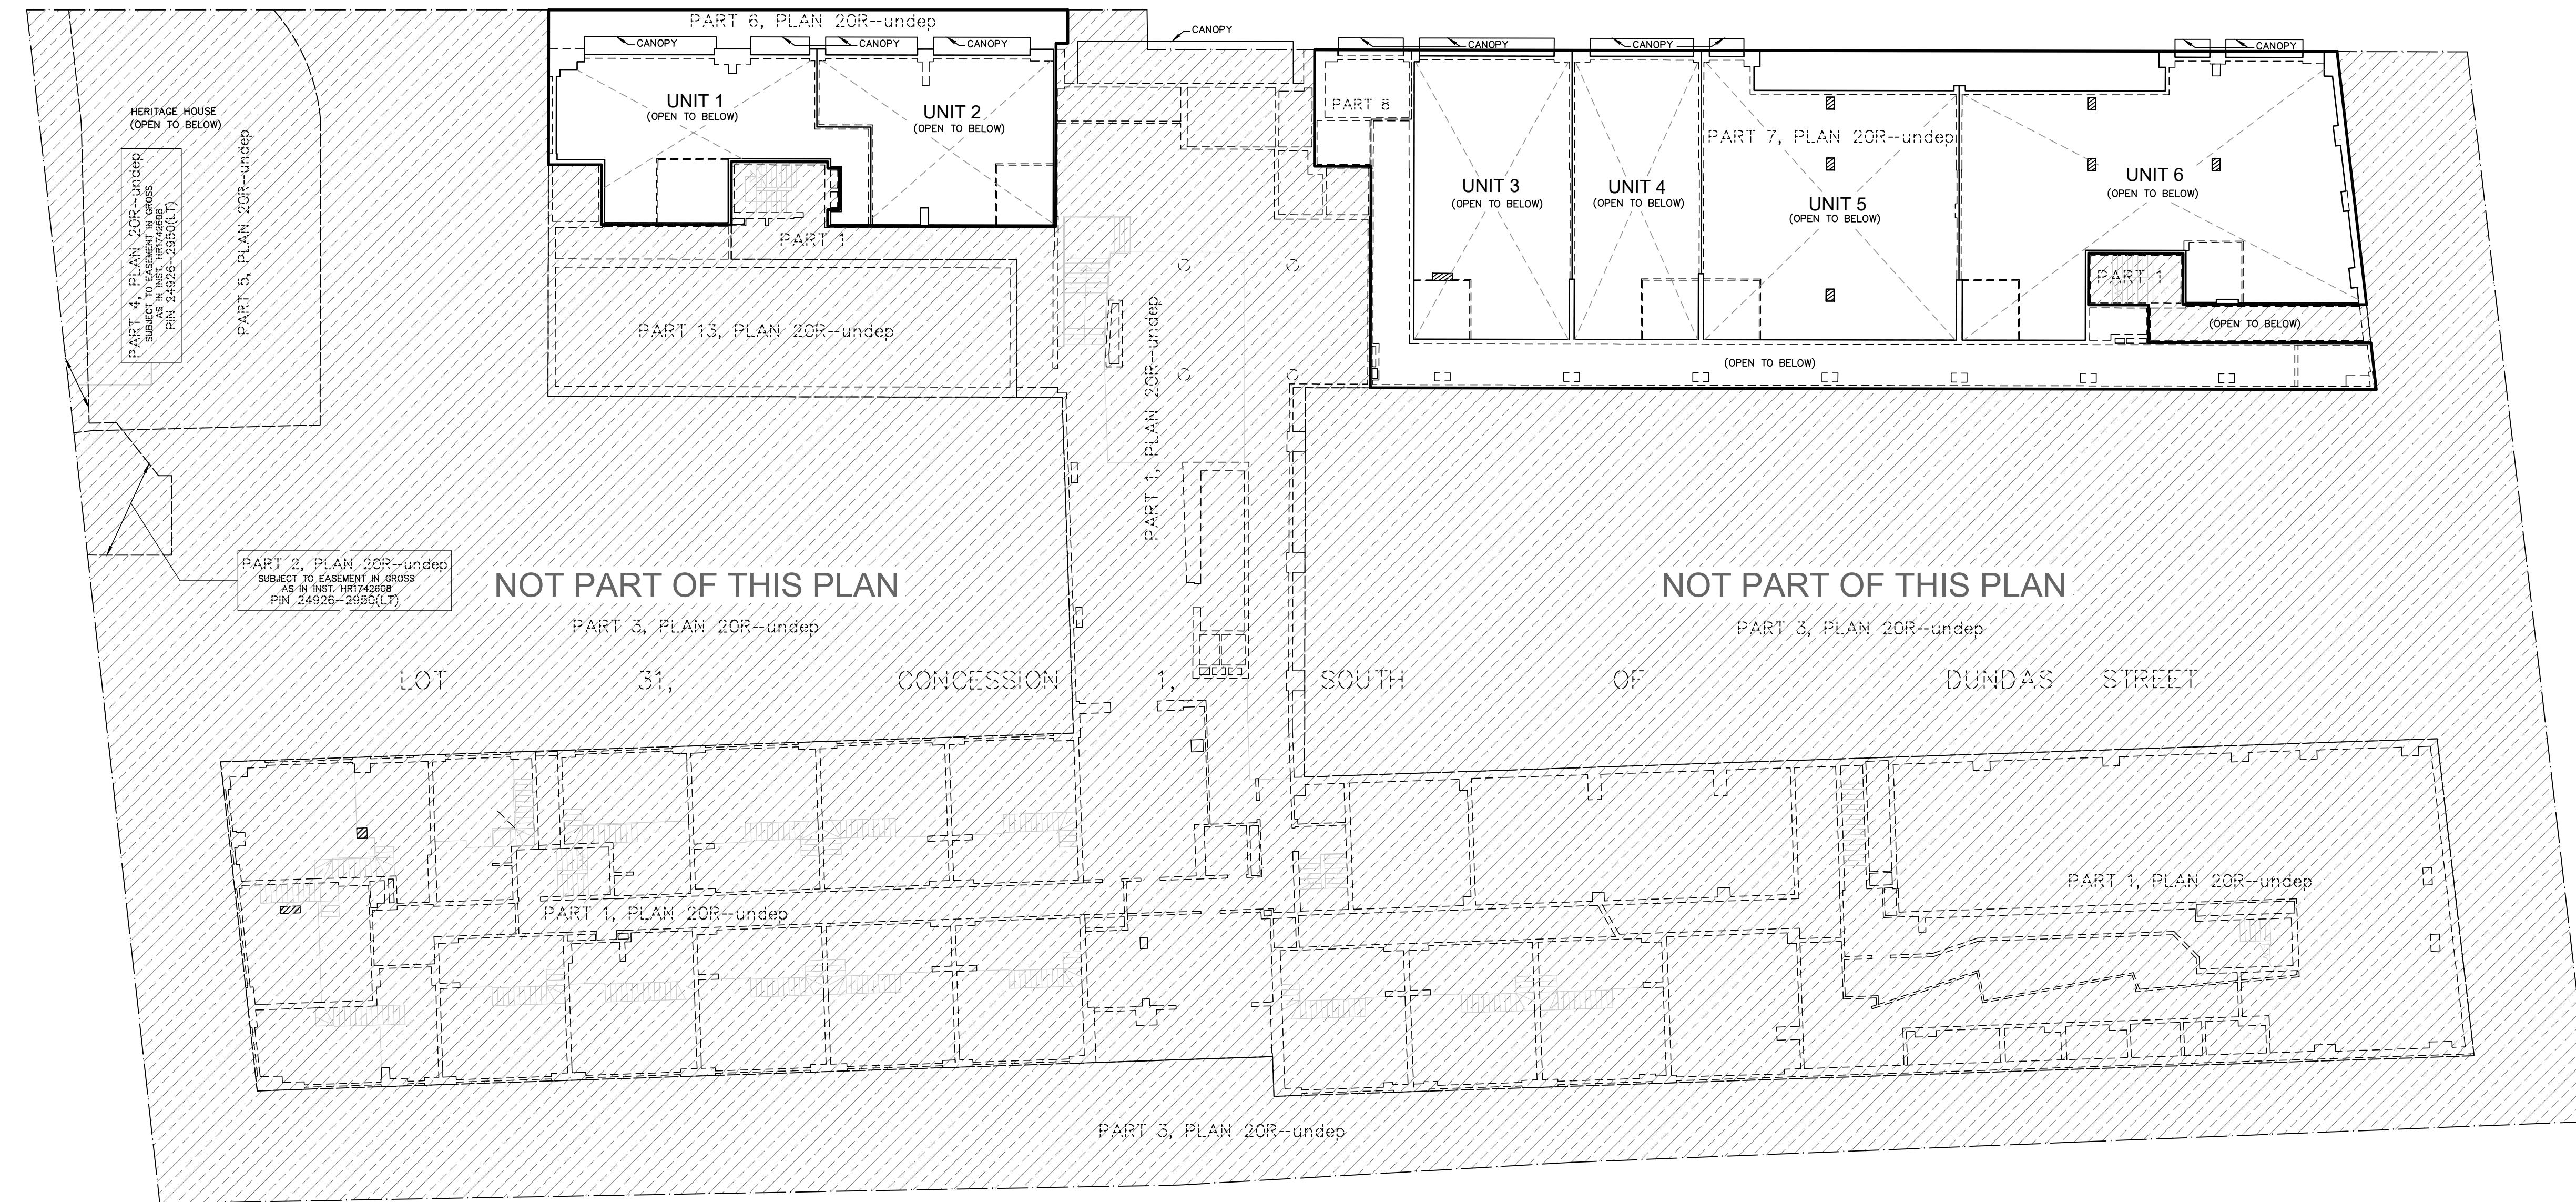 PART 6, PLAN 20R--undep
CANOPY
CANOPY
CANOPY
CANOPY
CANOPY
CANOPY
CANOPY
HERITAGE HOUSE
(OPEN TO BELOW)
UNIT 1
(OPEN TO BELOW)
UNIT 2
(OPEN TO BELOW)
PART 8
PART 7, PLAN 20R--undep
UNIT 3
(OPEN TO BELOW)
UNIT 4
(OPEN TO BELOW)
UNIT 5
(OPEN TO BELOW)
UNIT 6
(OPEN TO BELOW)
PART 4, PLAN 20R--undep
SUBJECT TO EASEMENT IN GROSS
AS IN INST. HR1742608
PIN 24926--2950(LT)
PART 5, PLAN 20R--undep
PART 1
PART 1
(OPEN TO BELOW)
PART 13, PLAN 20R--undep
(OPEN TO BELOW)
PART 1, PLAN 20R--undep
PART 2, PLAN 20R--undep
SUBJECT TO EASEMENT IN GROSS
AS IN INST. HR1742608
PIN 24926--2950(LT)
NOT PART OF THIS PLAN
NOT PART OF THIS PLAN
PART 3, PLAN 20R--undep
PART 3, PLAN 20R--undep
LOT 31, CONCESSION 1, SOUTH OF DUNDAS STREET
PART 1, PLAN 20R--undep
PART 1, PLAN 20R--undep
PART 3, PLAN 20R--undep